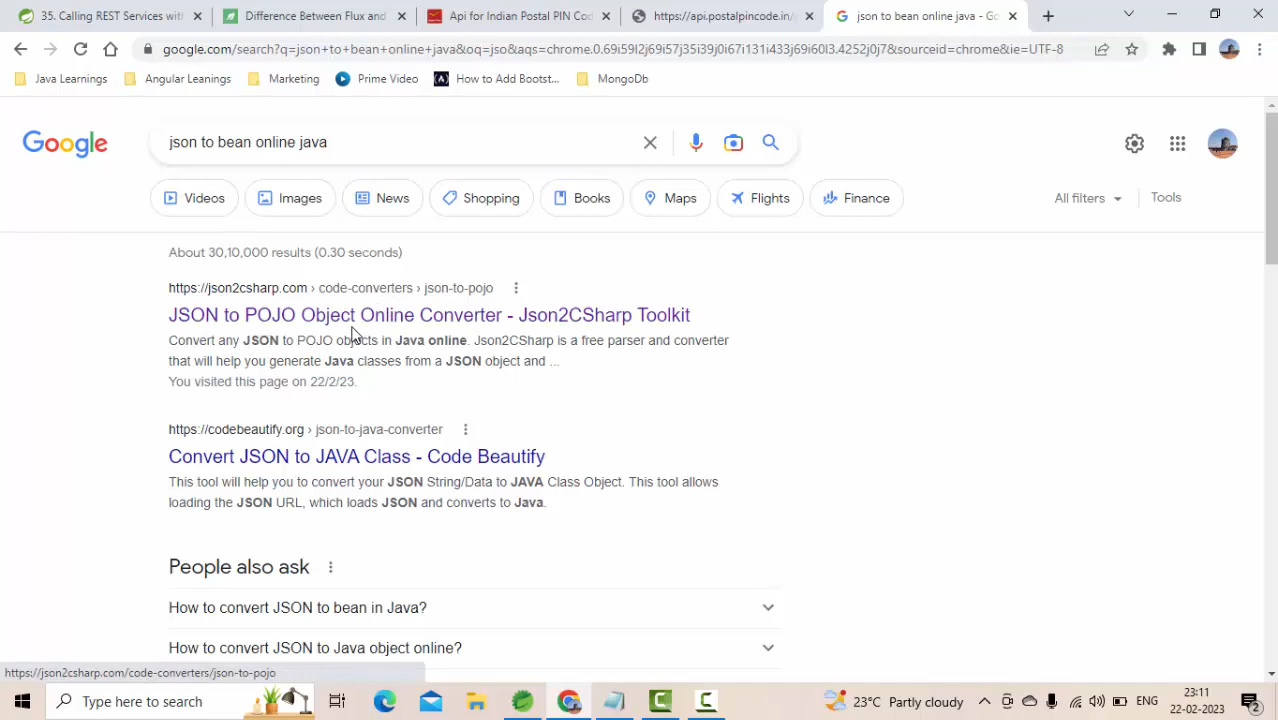 35. Calling REST Services with
Difference Between Flux and
Api for Indian Postal PIN Cod
https://api.postalpincode.in/p
json to bean online java - Go
google.com/search?q=json+to+bean+online+java&oq=jso&aqs=chrome.0.69i59l2j69i57j35i39j0i67i131i433j69i60l3.4252j0j7&sourceid=chrome&ie=UTF-8
Java Learnings
Angular Leanings
Marketing
Prime Video
How to Add Bootst...
MongoDb
Google
json to bean online java
Videos
Images
News
Shopping
Books
Maps
Flights
Finance
All filters
Tools
About 30,10,000 results (0.30 seconds)
https://json2csharp.com › code-converters › json-to-pojo
JSON to POJO Object Online Converter - Json2CSharp Toolkit
Convert any JSON to POJO objects in Java online. Json2CSharp is a free parser and converter
that will help you generate Java classes from a JSON object and ...
You visited this page on 22/2/23.
https://codebeautify.org › json-to-java-converter
Convert JSON to JAVA Class - Code Beautify
This tool will help you to convert your JSON String/Data to JAVA Class Object. This tool allows
loading the JSON URL, which loads JSON and converts to Java.
People also ask
How to convert JSON to bean in Java?
How to convert JSON to Java object online?
https://json2csharp.com/code-converters/json-to-pojo
Type here to search
23°C Partly cloudy
ENG
23:11
22-02-2023
2